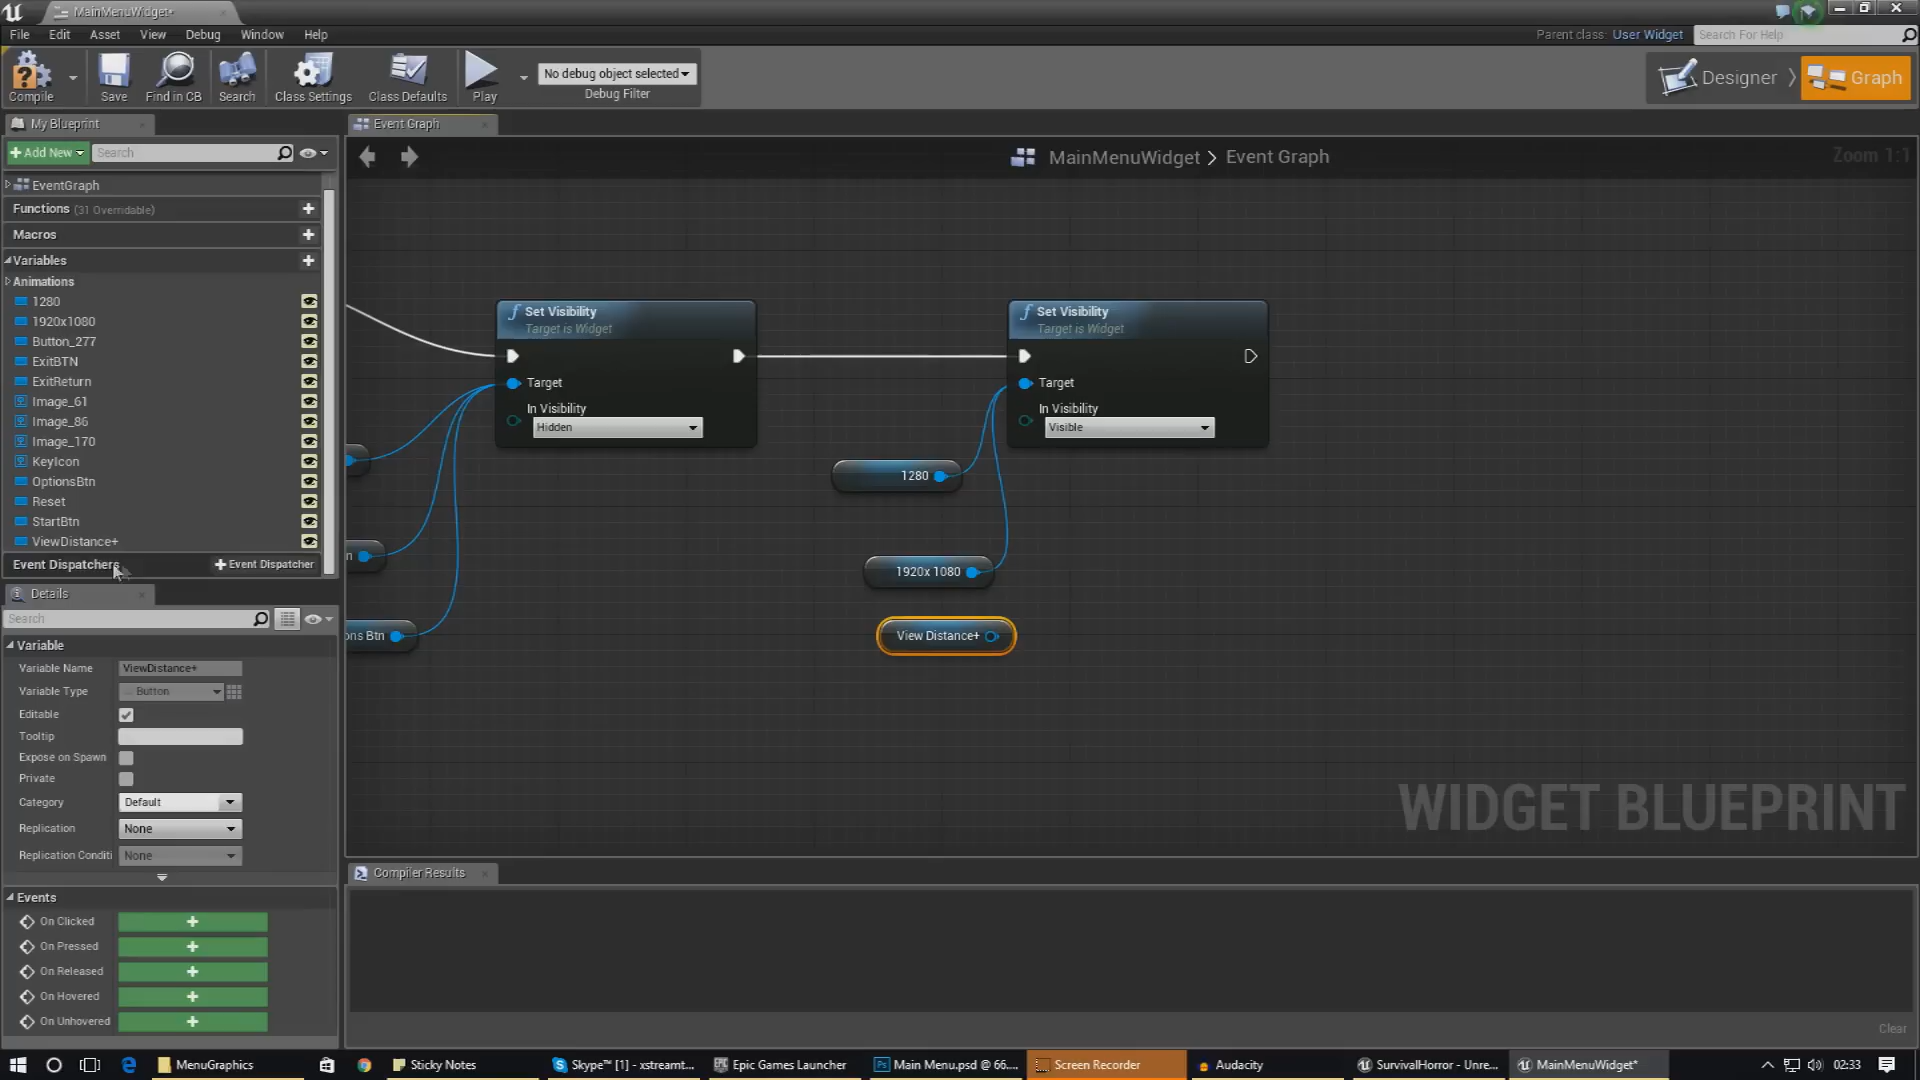 MainMenuWidget*
File Edit Asset View Debug Window Help
Parent class: User Widget Search For Help
Compile Save Find in CB Search Class Settings Class Defaults Play
No debug object selected
Debug Filter
Designer Graph
My Blueprint
Event Graph
Add New Search
MainMenuWidget > Event Graph
Zoom 1:1
EventGraph
Functions (31 Overridable)
Macros
Variables
Animations
1280
1920x1080
Button_277
ExitBTN
ExitReturn
Image_61
Image_86
Image_170
KeyIcon
OptionsBtn
Reset
StartBtn
ViewDistance+
Event Dispatchers
Event Dispatcher
Set Visibility
Target is Widget
Target
In Visibility
Hidden
Set Visibility
Target is Widget
Target
In Visibility
Visible
1280
1920x 1080
View Distance+
n
ons Btn
WIDGET BLUEPRINT
Details
Search
Variable
Variable Name ViewDistance+
Variable Type Button
Editable
Tooltip
Expose on Spawn
Private
Category Default
Replication None
Replication Conditi None
Events
On Clicked
On Pressed
On Released
On Hovered
On Unhovered
Compiler Results
Clear
MenuGraphics
Sticky Notes
Skype™ [1] - xstreamt...
Epic Games Launcher
Main Menu.psd @ 66....
Screen Recorder
Audacity
SurvivalHorror - Unre...
MainMenuWidget*
02:33